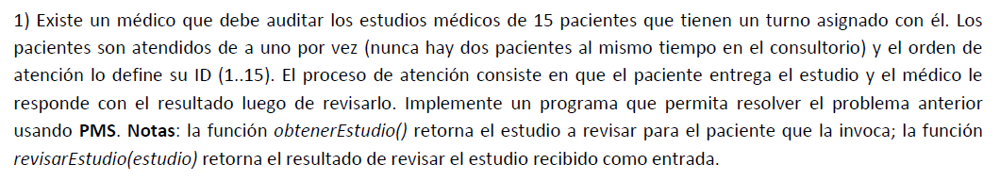 1) Existe un médico que debe auditar los estudios médicos de 15 pacientes que tienen un turno asignado con él. Los
pacientes son atendidos de a uno por vez (nunca hay dos pacientes al mismo tiempo en el consultorio) y el orden de
atención lo define su ID (1..15). El proceso de atención consiste en que el paciente entrega el estudio y el médico le
responde con el resultado luego de revisarlo. Implemente un programa que permita resolver el problema anterior
usando PMS. Notas: la función obtenerEstudio() retorna el estudio a revisar para el paciente que la invoca; la función
revisarEstudio(estudio) retorna el resultado de revisar el estudio recibido como entrada.